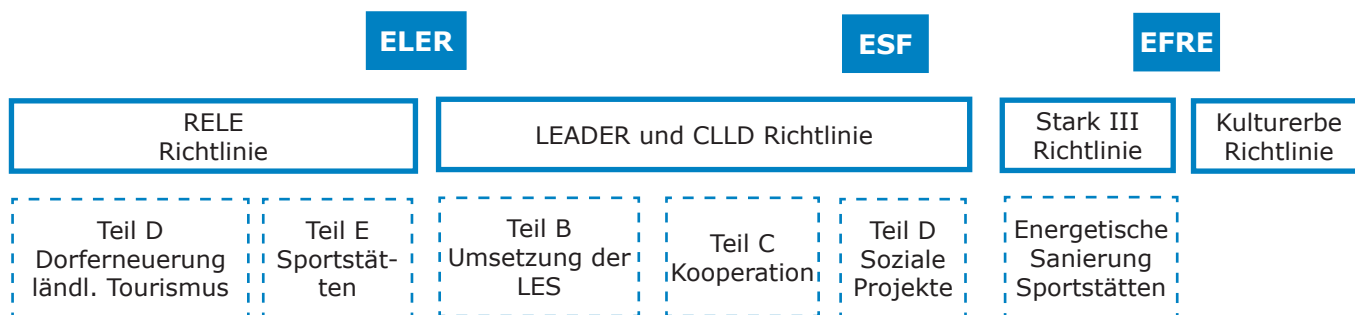 ELER
ESF
EFRE
RELE
Richtlinie
LEADER und CLLD Richtlinie
Stark III
Richtlinie
Kulturerbe
Richtlinie
Teil D
Dorferneuerung
ländl. Tourismus
Teil E
Sportstät-
ten
Teil B
Umsetzung der
LES
Teil C
Kooperation
Teil D
Soziale
Projekte
Energetische
Sanierung
Sportstätten